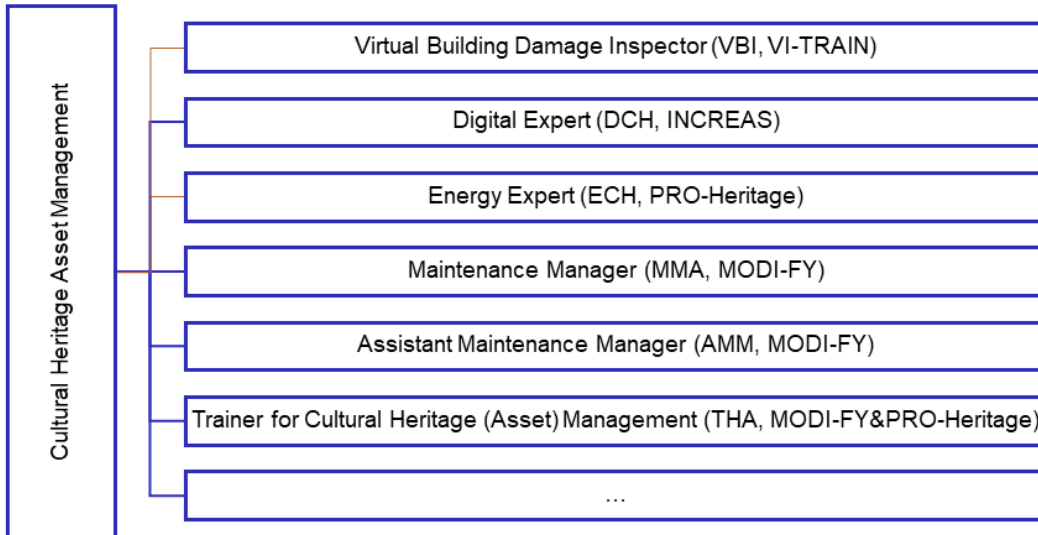 Cultural Heritage Asset Management
Virtual Building Damage Inspector (VBI, VI-TRAIN)
Digital Expert (DCH, INCREAS)
Energy Expert (ECH, PRO-Heritage)
Maintenance Manager (MMA, MODI-FY)
Assistant Maintenance Manager (AMM, MODI-FY)
Trainer for Cultural Heritage (Asset) Management (THA, MODI-FY&PRO-Heritage)
...